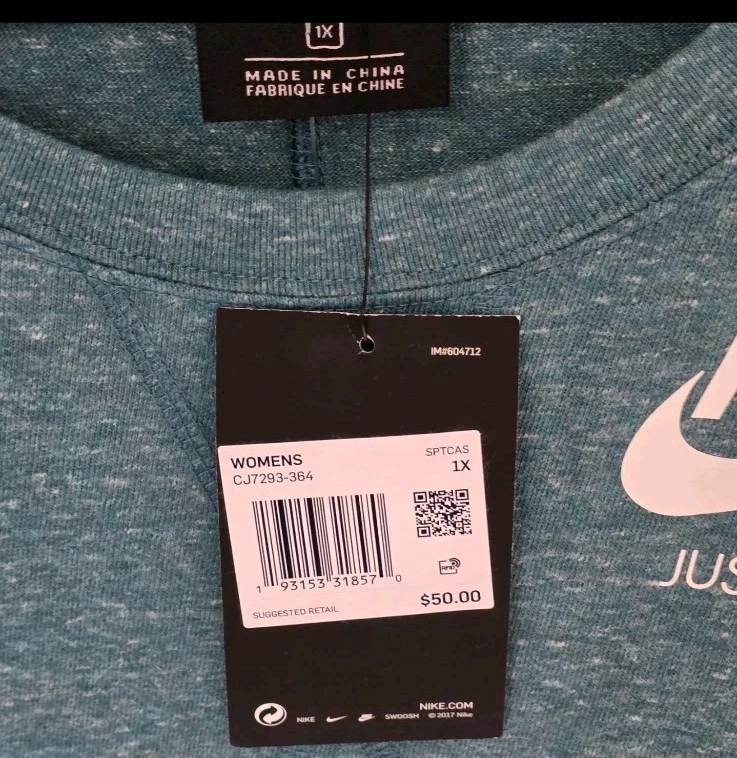 1X
MADE IN CHINA
FABRIQUE EN CHINE
IM#604712
WOMENS
SPTCAS
CJ7293-364
1X
1 93153 31857 0
RFID
SUGGESTED RETAIL
$50.00
NIKE.COM
NIKE SWOOSH © 2017 Nike